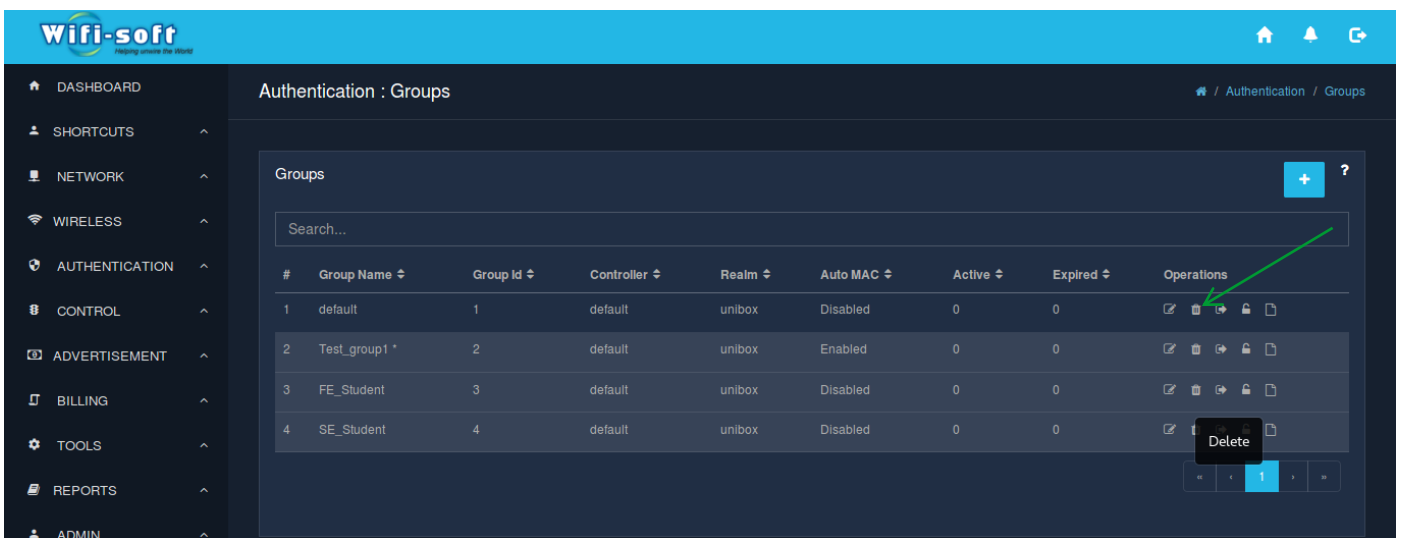 Wifi-soft
Helping unwire the World
DASHBOARD
Authentication : Groups
/ Authentication / Groups
SHORTCUTS
NETWORK
Groups
+ ?
WIRELESS
Search...
AUTHENTICATION
# Group Name Group Id Controller Realm Auto MAC Active Expired Operations
CONTROL
1 default 1 default unibox Disabled 0 0
ADVERTISEMENT
2 Test_group1 * 2 default unibox Enabled 0 0
3 FE_Student 3 default unibox Disabled 0 0
BILLING
4 SE_Student 4 default unibox Disabled 0 0
TOOLS
Delete
« ‹ 1 › »
REPORTS
ADMIN